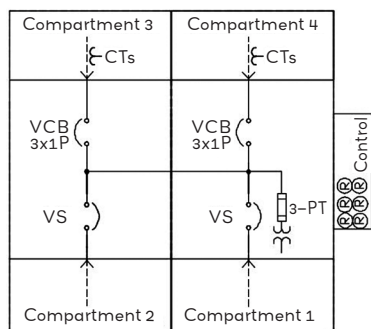 Compartment 3
Compartment 4
CTs
CTs
VCB
3x1P
VCB
3x1P
Control
R R
R R
R R
VS
VS
3-PT
Compartment 2
Compartment 1